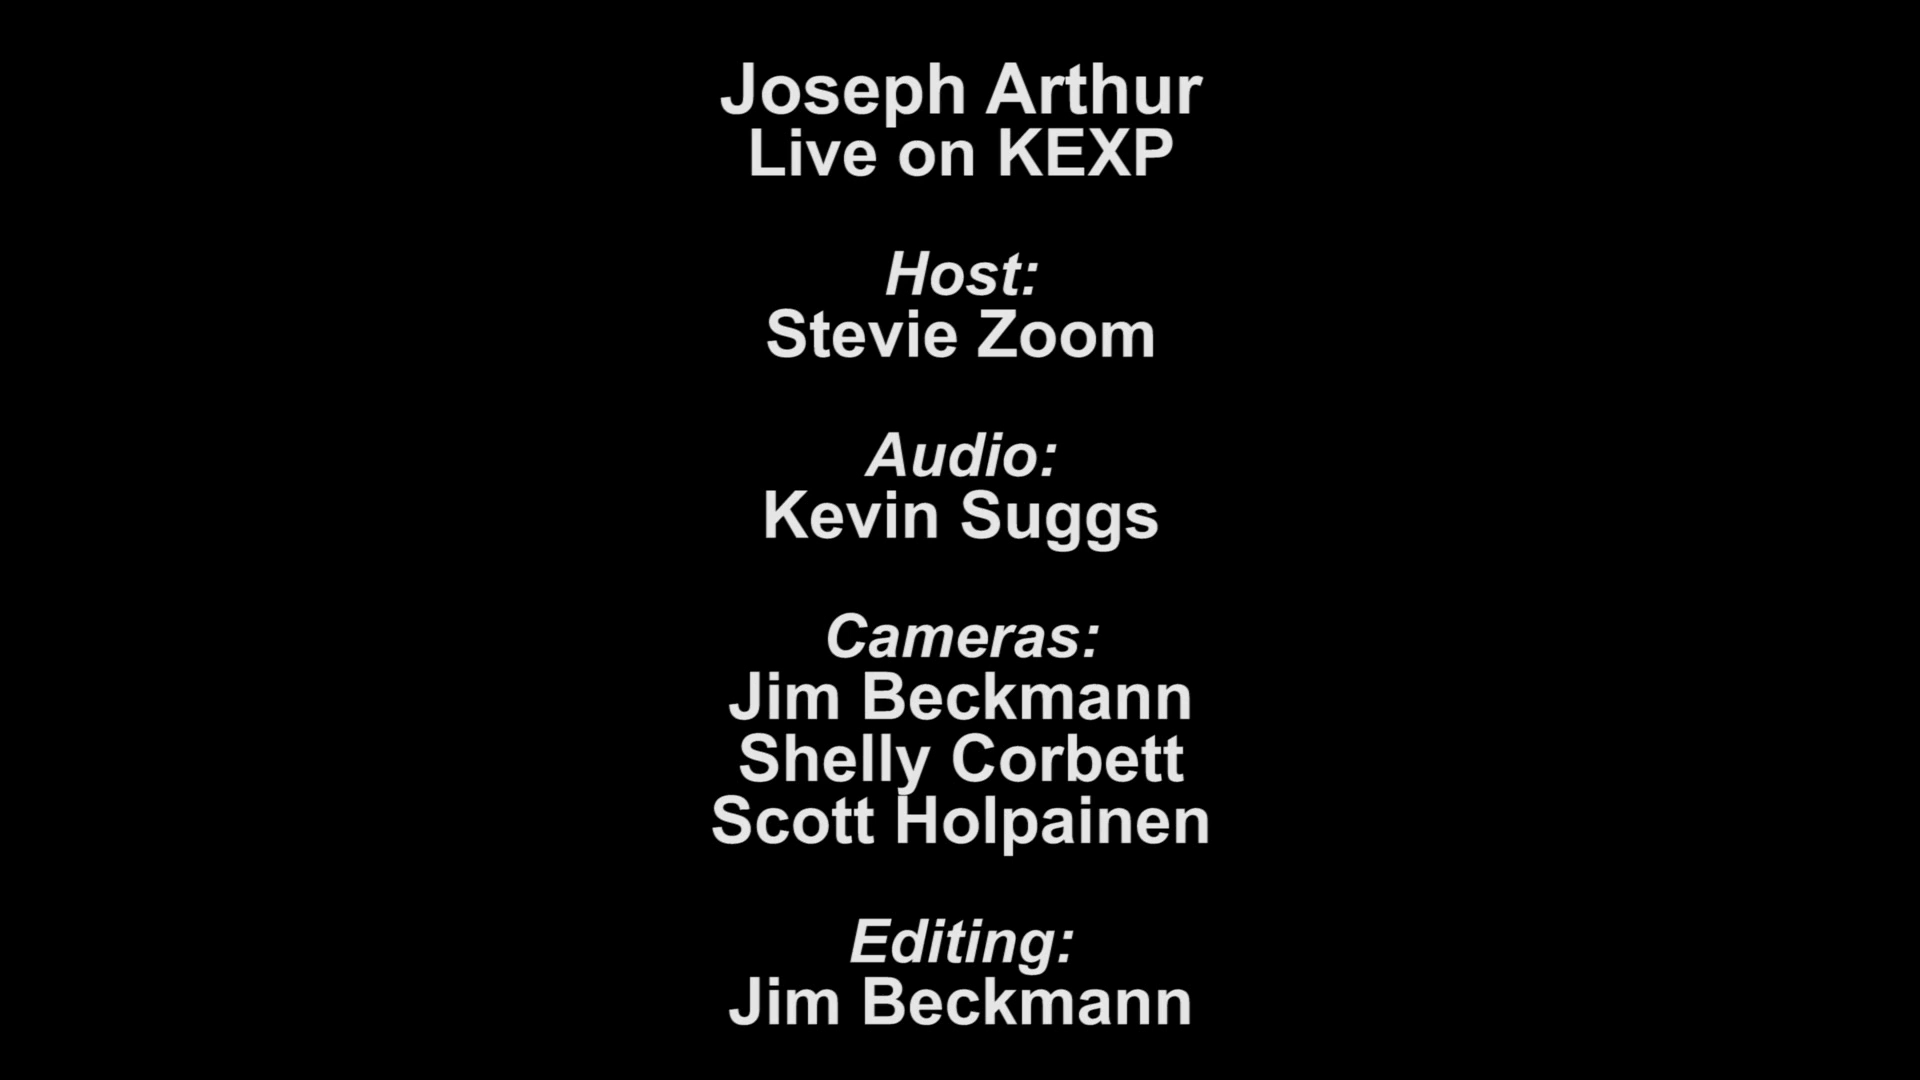 Joseph Arthur
Live on KEXP
Host:
Stevie Zoom
Audio:
Kevin Suggs
Cameras:
Jim Beckmann
Shelly Corbett
Scott Holpainen
Editing:
Jim Beckmann